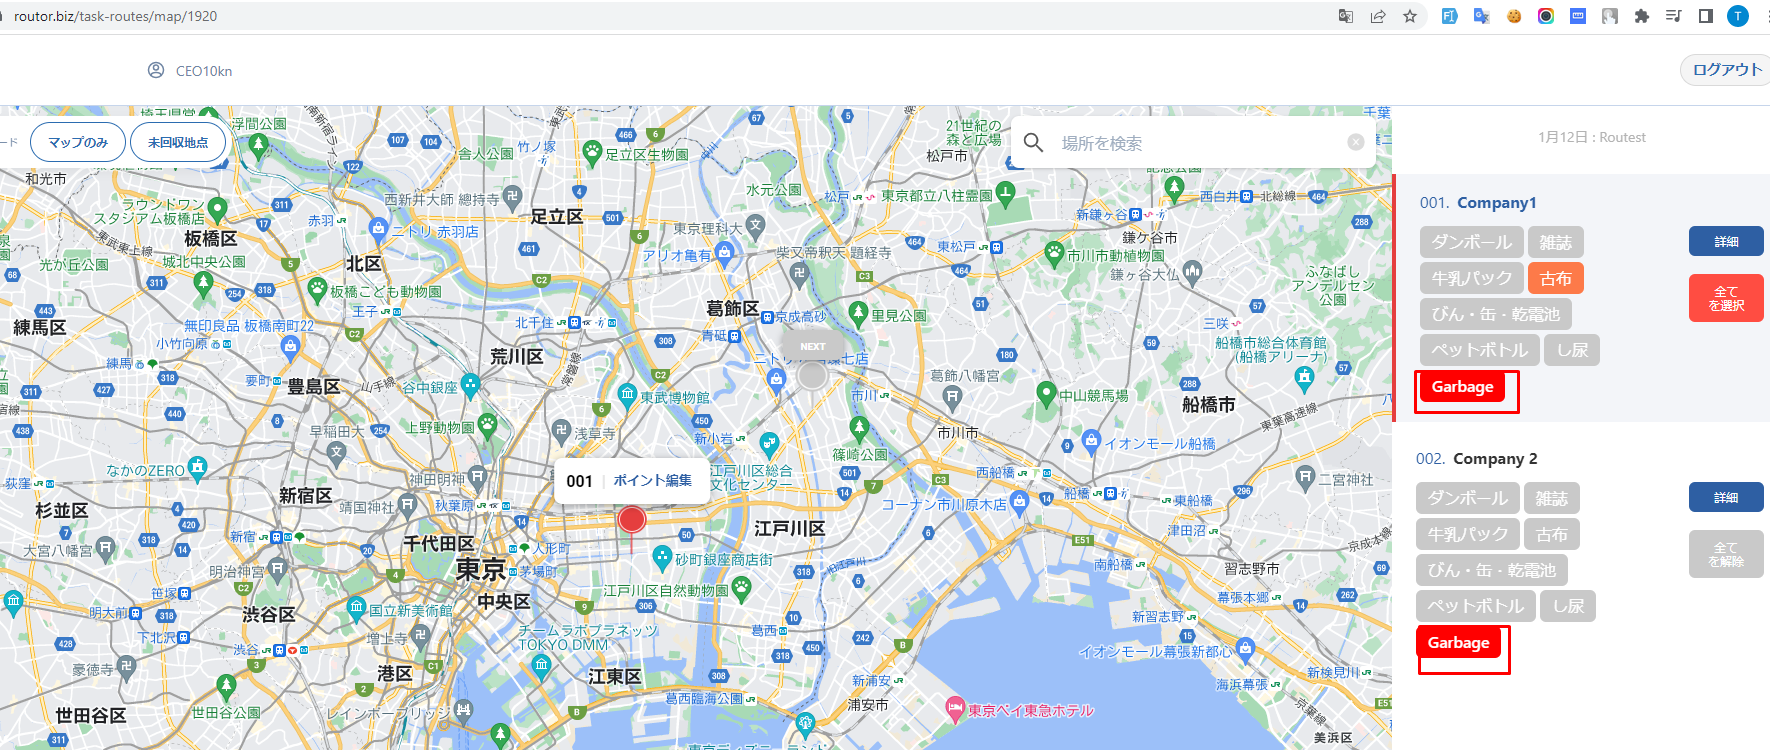 routor.biz/task-routes/map/1920
T
CEO10kn
ログアウト
ード
マップのみ
未回収地点
場所を検索
x
1月12日 : Routest
001. Company1
ダンボール
雑誌
詳細
牛乳パック
古布
全て
を選択
びん・缶・乾電池
ペットボトル
し尿
Garbage
002. Company 2
ダンボール
雑誌
詳細
牛乳パック
古布
全て
を解除
びん・缶・乾電池
ペットボトル
し尿
Garbage
NEXT
001
ポイント編集
浮間公園
舎人公園
竹ノ塚
足立区生物園
21世紀の
森と広場
松戸市
和光市
ラウンドワン
スタジアム板橋店
板橋区
赤羽
ニトリ 赤羽店
西新井大師 總持寺
足立区
水元公園
松戸
東京都立八柱霊園
西白井
北総線
新鎌ヶ谷
鎌ケ谷市
東京理科大
東松戸
アリオ亀有
柴又帝釈天 題経寺
市川市動植物園
鎌ヶ谷大仏
ふなばし
アンデルセン
公園
東武東上線
光が丘公園
城北中央公園
北区
板橋こども動物園
王子
練馬区
無印良品 板橋南町22
小竹向原
練馬
北千住
荒川区
葛飾区
京成高砂
青砥
里見公園
三咲
船橋市総合体育館
(船橋アリーナ)
要町
豊島区
山手線
谷中銀座
常磐線
東武博物館
葛飾八幡宮
市川
中山競馬場
船橋市
東葉高速線
早稲田大
上野動物園
浅草寺
新小岩
篠崎公園
市川市
イオンモール船橋
なかのZERO
荻窪
杉並区
新宿区
神田明神
靖国神社
秋葉原
江戸川区総合
文化センター
西船橋
船橋
東船橋
二宮神社
コーナン市川原木店
江戸川区
津田沼
京成本線
大宮八幡宮
新宿
千代田区
東京
人形町
茅場町
砂町銀座商店街
旧江戸川
南船橋
習志野市
明治神宮
笹塚
明大前
下北沢
渋谷区
国立新美術館
中央区
江戸川区自然動物園
幕張本郷
新習志野
増上寺
チームラボプラネッツ
TOKYO DMM
葛西
イオンモール幕張新都心
渋谷
豪徳寺
港区
江東区
新検見川
世田谷区
世田谷公園
レインボーブリッジ
葛西臨海公園
新浦安
浦安市
東京ベイ東急ホテル
海浜幕張
京葉線
美浜区